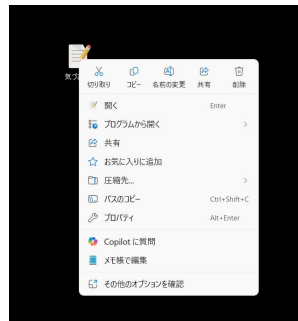 気づ
切り取り コピー 名前の変更 共有 削除
開く Enter
プログラムから開く
共有
お気に入りに追加
圧縮先...
パスのコピー Ctrl+Shift+C
プロパティ Alt+Enter
Copilot に質問
メモ帳で編集
その他のオプションを確認